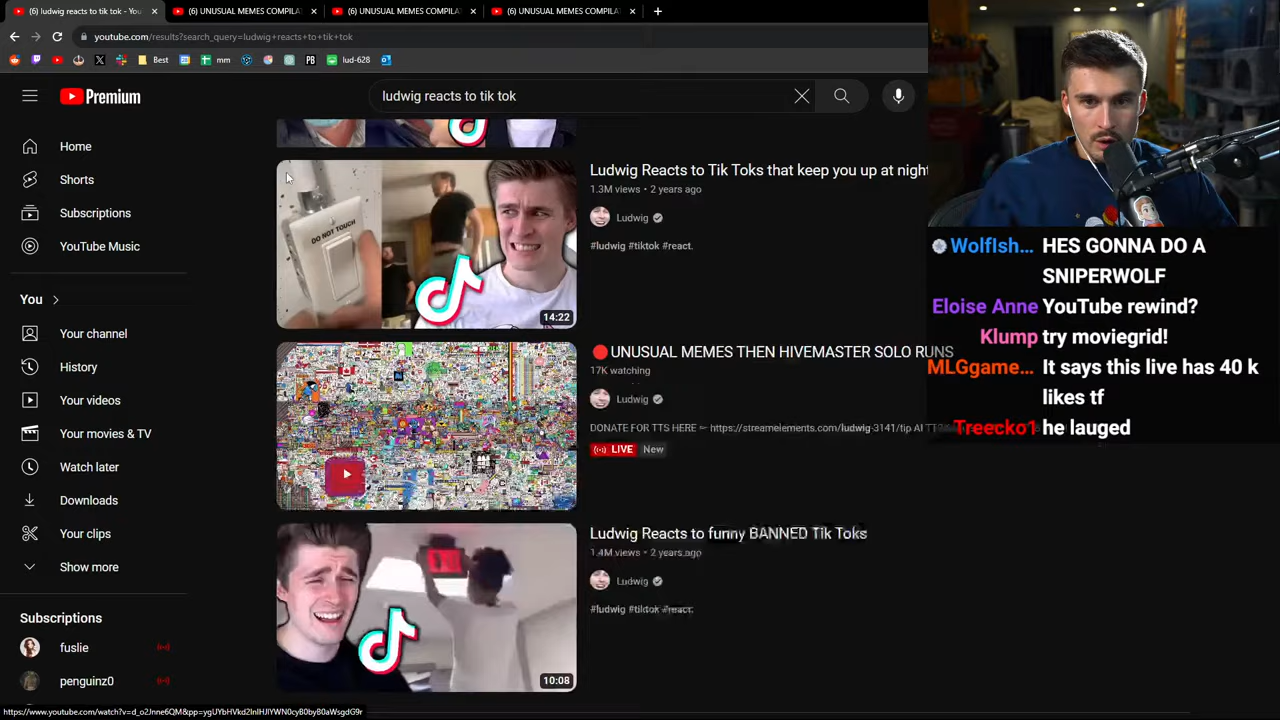 (6) ludwig reacts to tik tok - You
(6) UNUSUAL MEMES COMPILA
(6) UNUSUAL MEMES COMPILA
(6) UNUSUAL MEMES COMPILA
youtube.com/results?search_query=ludwig+reacts+to+tik+tok
Best
mm
PB
lud-628
Premium
ludwig reacts to tik tok
Home
Shorts
Subscriptions
YouTube Music
You
Your channel
History
Your videos
Your movies & TV
Watch later
Downloads
Your clips
Show more
Subscriptions
fuslie
penguinz0
DO NOT TOUCH
14:22
Ludwig Reacts to Tik Toks that keep you up at night
1.3M views • 2 years ago
Ludwig
#ludwig #tiktok #react.
UNUSUAL MEMES THEN HIVEMASTER SOLO RUNS
17K watching
Ludwig
DONATE FOR TTS HERE ► https://streamelements.com/ludwig-3141/tip
LIVE New
10:08
Ludwig Reacts to funny BANNED Tik Toks
1.4M views • 2 years ago
Ludwig
#ludwig #tiktok #react.
WolfIsh… HES GONNA DO A
SNIPERWOLF
Eloise Anne YouTube rewind?
Klump try moviegrid!
MLGgame… It says this live has 40 k
likes tf
Treecko1 he lauged